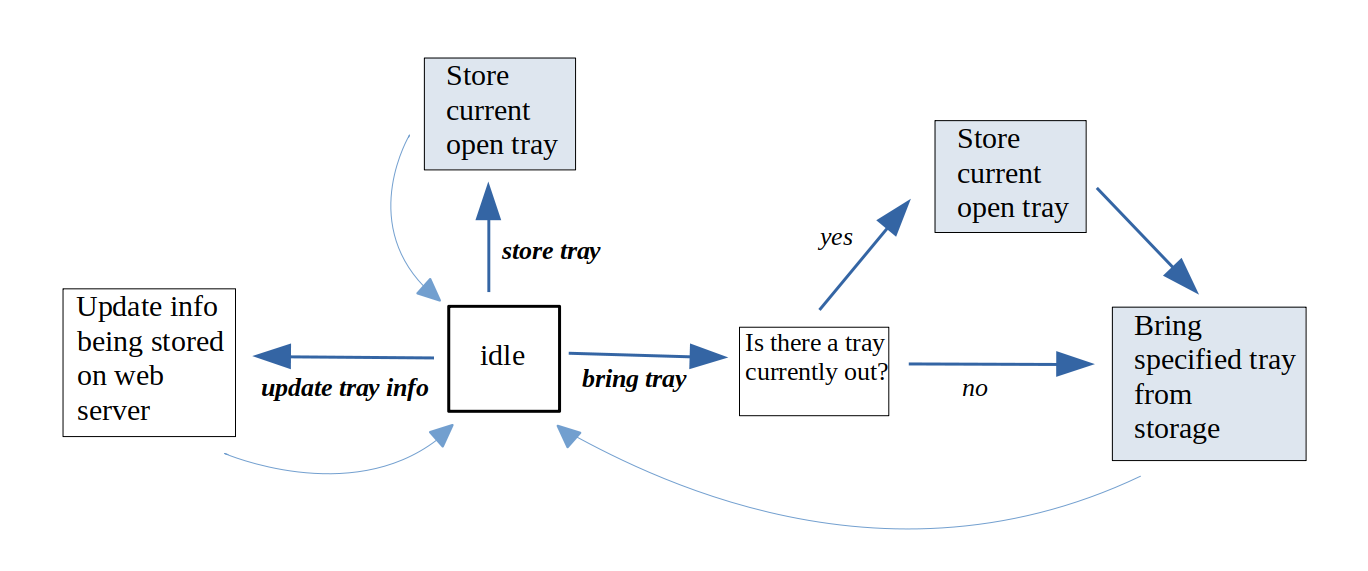 Store
current
open tray
Store
current
open tray
yes
store tray
Update info
being stored
on web
server
update tray info
idle
bring tray
Is there a tray
currently out?
no
Bring
specified tray
from
storage